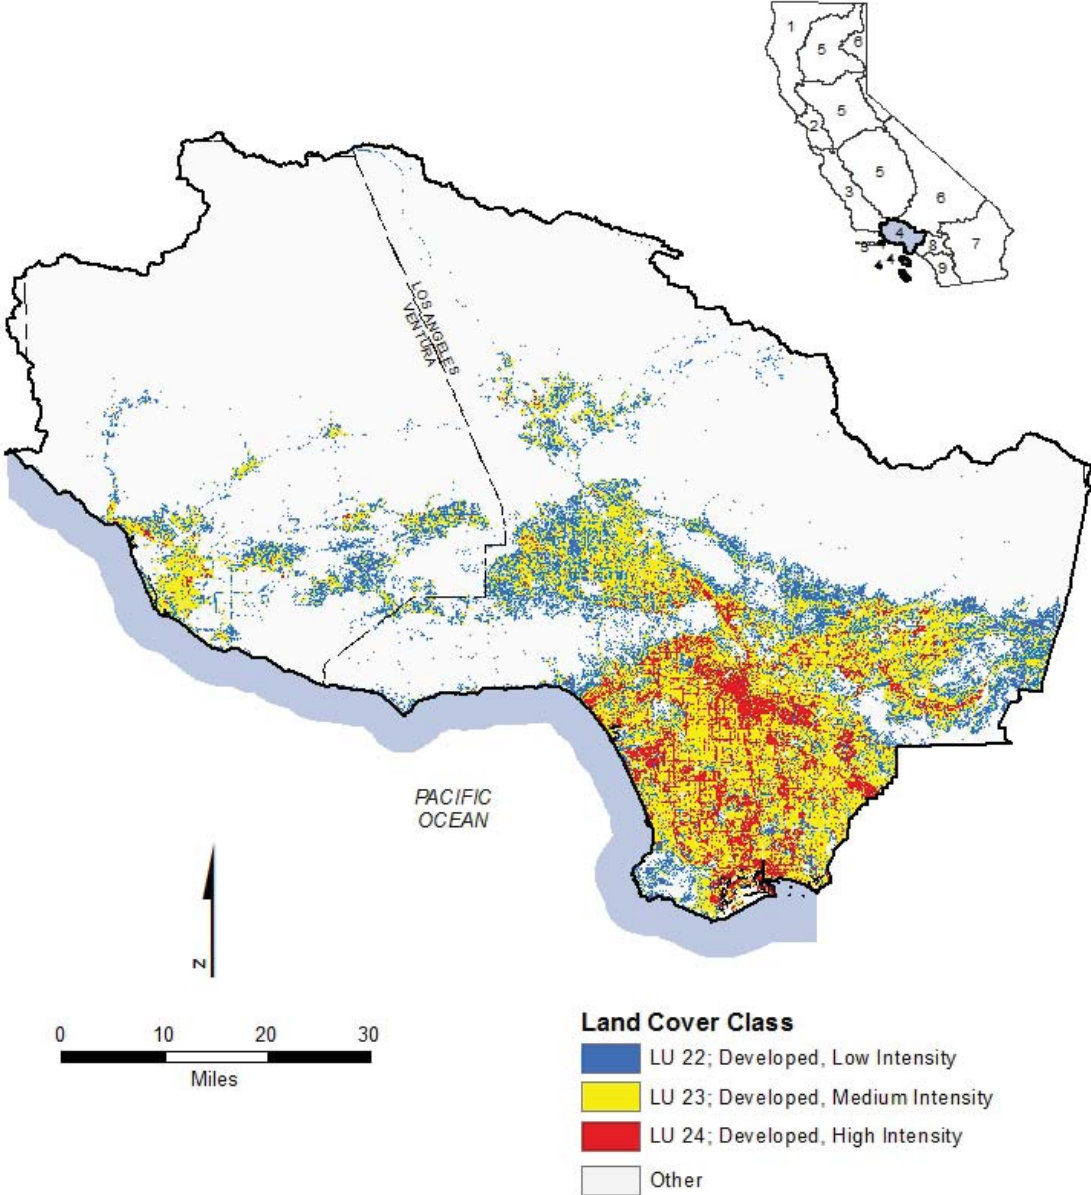 1
5
6
5
2
5
3
6
4
7
8
3
4
9
LOS ANGELES
VENTURA
PACIFIC
OCEAN
N
0 10 20 30
Miles
Land Cover Class
LU 22; Developed, Low Intensity
LU 23; Developed, Medium Intensity
LU 24; Developed, High Intensity
Other